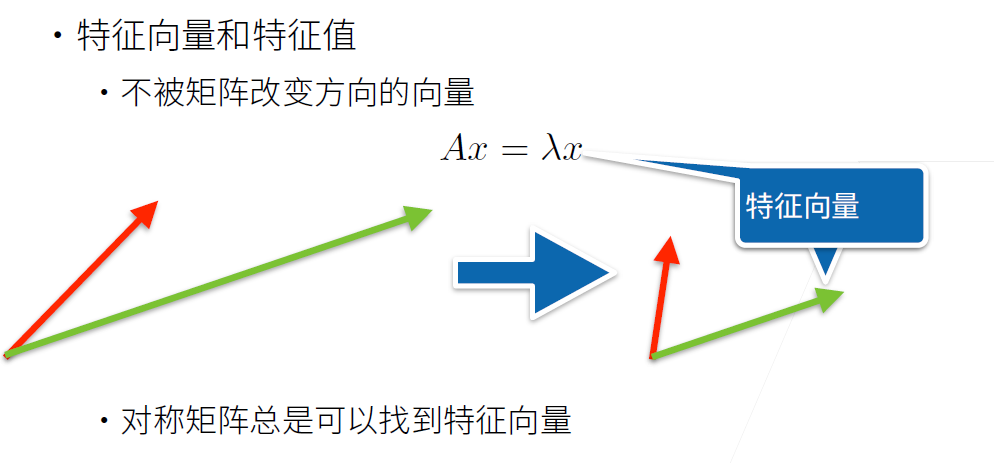 • 特征向量和特征值
• 不被矩阵改变方向的向量
Ax = λx
特征向量
• 对称矩阵总是可以找到特征向量